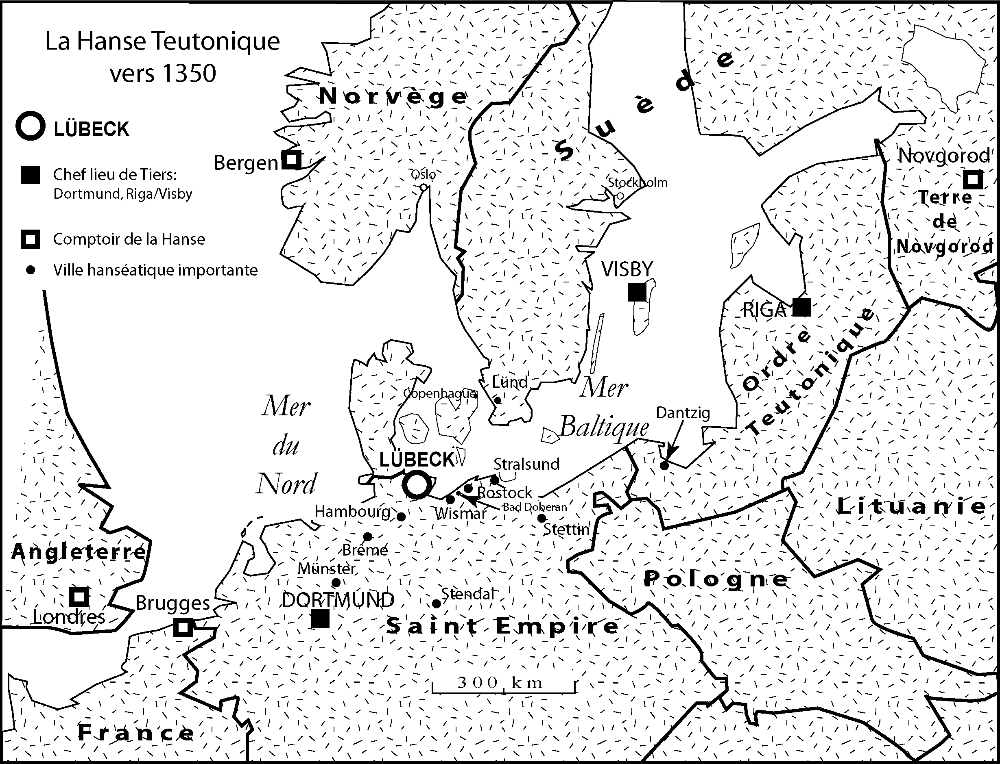 La Hanse Teutonique
vers 1350
LÜBECK
Chef lieu de Tiers:
Dortmund, Riga/Visby
Comptoir de la Hanse
Ville hanséatique importante
Norvège
Suède
Bergen
Oslo
Stockholm
Novgorod
Terre
de
Novgorod
VISBY
RIGA
Ordre
Teutonique
Lünd
Copenhague
Mer
Baltique
Mer
du
Nord
Dantzig
LÜBECK
Stralsund
Rostock
Bad Doberan
Wismar
Hambourg
Stettin
Brême
Lituanie
Angleterre
Londres
Brugges
Münster
DORTMUND
Stendal
Saint Empire
Pologne
300 km
France